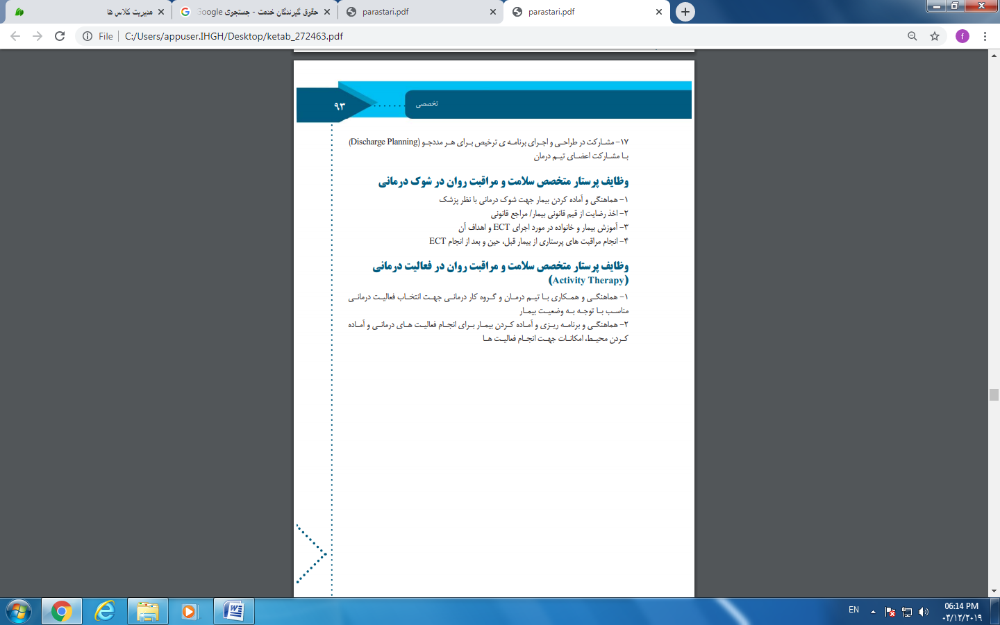 مدیریت کلاس ها
حقوق گیرندگان خدمت - جستجوی Google
parastari.pdf
parastari.pdf
File
C:/Users/appuser.IHGH/Desktop/ketab_272463.pdf
f
۹۳
تخصصی
۱۷- مشارکت در طراحی و اجرای برنامه ی ترخیص برای هر مددجو (Discharge Planning)
با مشارکت اعضای تیم درمان
وظایف پرستار متخصص سلامت و مراقبت روان در شوک درمانی
۱- هماهنگی و آماده کردن بیمار جهت شوک درمانی با نظر پزشک
۲- اخذ رضایت از قیم قانونی بیمار/ مراجع قانونی
۳- آموزش بیمار و خانواده در مورد اجرای ECT و اهداف آن
۴- انجام مراقبت های پرستاری از بیمار قبل، حین و بعد از انجام ECT
وظایف پرستار متخصص سلامت و مراقبت روان در فعالیت درمانی
(Activity Therapy)
۱- هماهنگی و همکاری با تیم درمان و گروه کار درمانی جهت انتخاب فعالیت درمانی
مناسب با توجه به وضعیت بیمار
۲- هماهنگی و برنامه ریزی و آماده کردن بیمار برای انجام فعالیت های درمانی و آماده
کردن محیط، امکانات جهت انجام فعالیت ها
EN
06:14 PM
۰۳/۱۲/۲۰۱۹